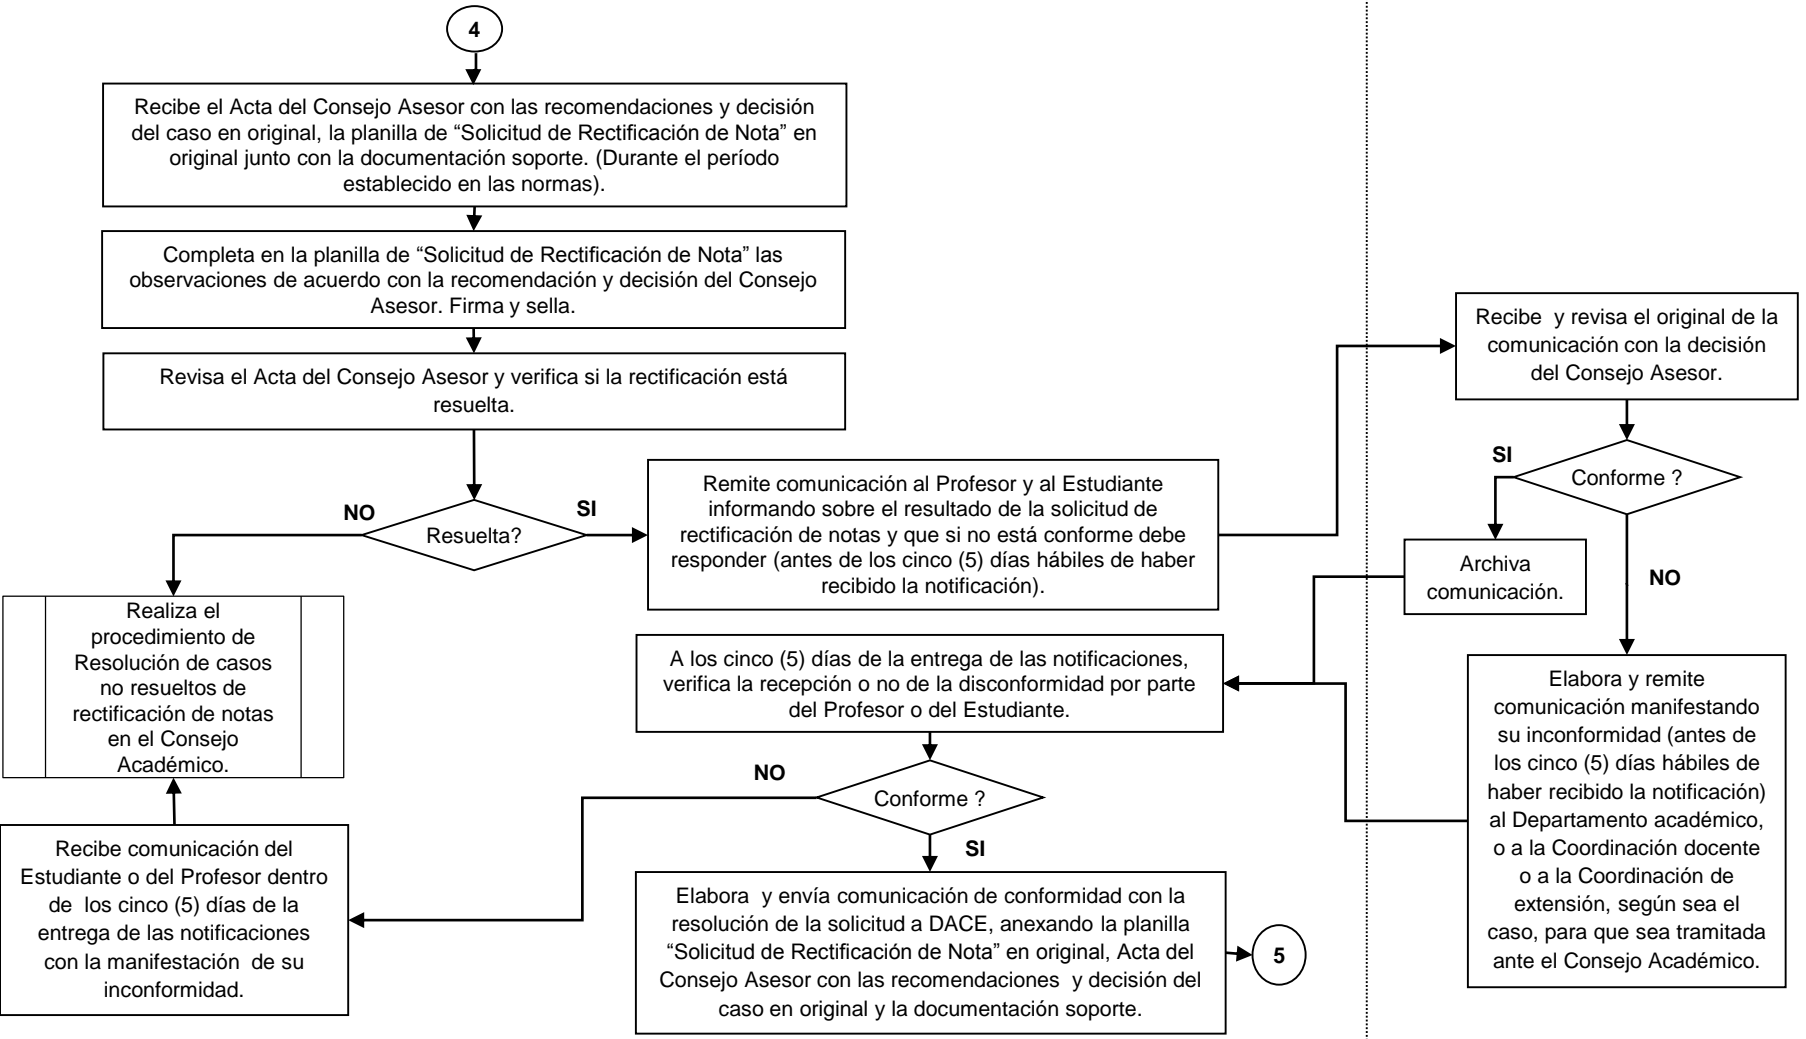 4
Recibe el Acta del Consejo Asesor con las recomendaciones y decisión
del caso en original, la planilla de “Solicitud de Rectificación de Nota” en
original junto con la documentación soporte. (Durante el período
establecido en las normas).
Completa en la planilla de “Solicitud de Rectificación de Nota” las
observaciones de acuerdo con la recomendación y decisión del Consejo
Asesor. Firma y sella.
Revisa el Acta del Consejo Asesor y verifica si la rectificación está
resuelta.
Resuelta?
NO
SI
Remite comunicación al Profesor y al Estudiante
informando sobre el resultado de la solicitud de
rectificación de notas y que si no está conforme debe
responder (antes de los cinco (5) días hábiles de haber
recibido la notificación).
Recibe y revisa el original de la
comunicación con la decisión
del Consejo Asesor.
Conforme ?
SI
NO
Archiva
comunicación.
Elabora y remite
comunicación manifestando
su inconformidad (antes de
los cinco (5) días hábiles de
haber recibido la notificación)
al Departamento académico,
o a la Coordinación docente
o a la Coordinación de
extensión, según sea el
caso, para que sea tramitada
ante el Consejo Académico.
A los cinco (5) días de la entrega de las notificaciones,
verifica la recepción o no de la disconformidad por parte
del Profesor o del Estudiante.
Conforme ?
NO
SI
Realiza el
procedimiento de
Resolución de casos
no resueltos de
rectificación de notas
en el Consejo
Académico.
Recibe comunicación del
Estudiante o del Profesor dentro
de los cinco (5) días de la
entrega de las notificaciones
con la manifestación de su
inconformidad.
Elabora y envía comunicación de conformidad con la
resolución de la solicitud a DACE, anexando la planilla
“Solicitud de Rectificación de Nota” en original, Acta del
Consejo Asesor con las recomendaciones y decisión del
caso en original y la documentación soporte.
5